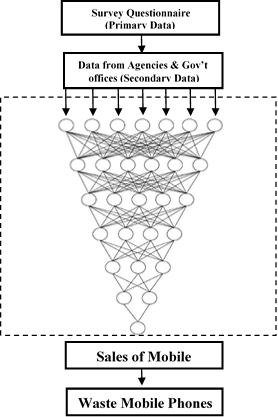 Survey Questionnaire
(Primary Data)
Data from Agencies & Gov't
offices (Secondary Data)
Sales of Mobile
Waste Mobile Phones